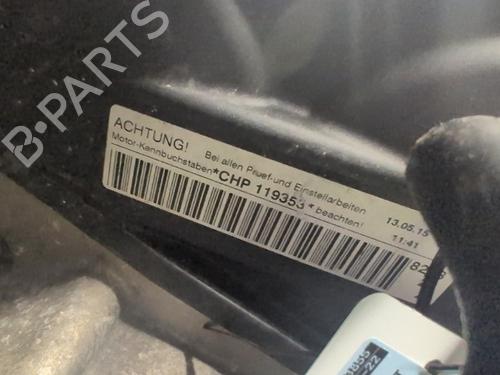 B-PARTS
ACHTUNG! Bei allen Pruef-und Einstellarbeiten 13.05.15
Motor-Kennbuchstaben *CHP 119353* beachten! 11:41